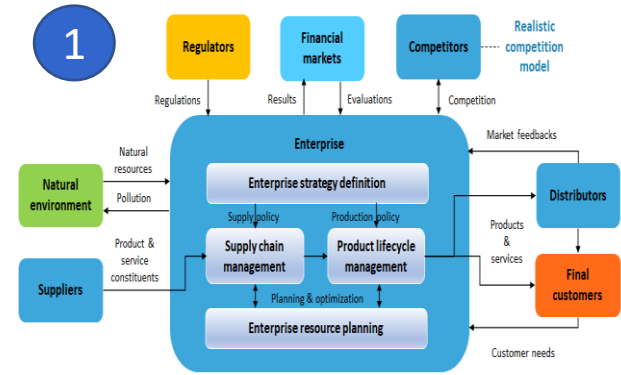 1
Regulators
Financial
markets
Competitors
Realistic
competition
model
Regulations
Results
Evaluations
Competition
Enterprise
Market feedbacks
Natural
resources
Natural
environment
Pollution
Enterprise strategy definition
Distributors
Supply policy
Production policy
Product &
service
constituents
Supply chain
management
Product lifecycle
management
Products
&
services
Suppliers
Final
customers
Planning & optimization
Enterprise resource planning
Customer needs